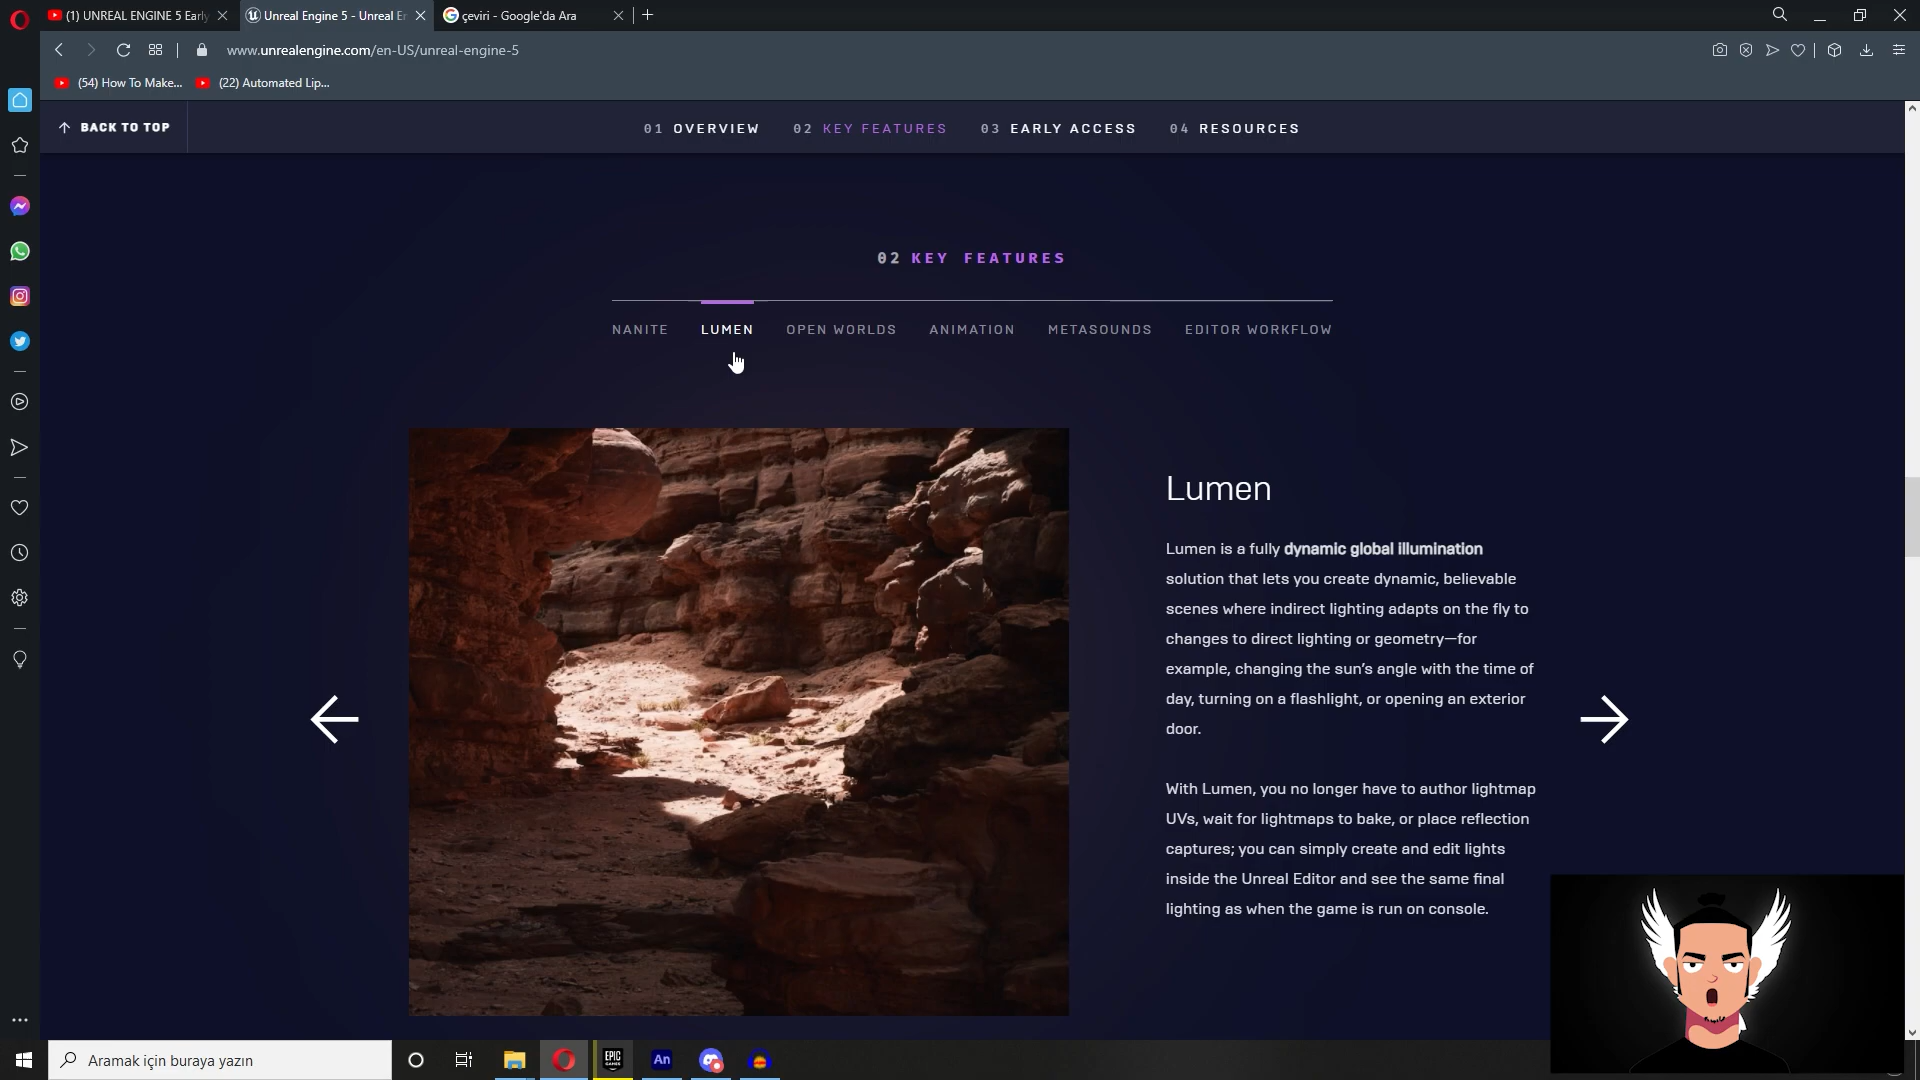 (1) UNREAL ENGINE 5 Early
Unreal Engine 5 - Unreal E
çeviri - Google'da Ara
www.unrealengine.com/en-US/unreal-engine-5
(54) How To Make...
(22) Automated Lip...
BACK TO TOP
01 OVERVIEW
02 KEY FEATURES
03 EARLY ACCESS
04 RESOURCES
02 KEY FEATURES
NANITE
LUMEN
OPEN WORLDS
ANIMATION
METASOUNDS
EDITOR WORKFLOW
Lumen
Lumen is a fully dynamic global illumination
solution that lets you create dynamic, believable
scenes where indirect lighting adapts on the fly to
changes to direct lighting or geometry—for
example, changing the sun's angle with the time of
day, turning on a flashlight, or opening an exterior
door.
With Lumen, you no longer have to author lightmap
UVs, wait for lightmaps to bake, or place reflection
captures; you can simply create and edit lights
inside the Unreal Editor and see the same final
lighting as when the game is run on console.
Aramak için buraya yazın
EPIC
GAMES
An